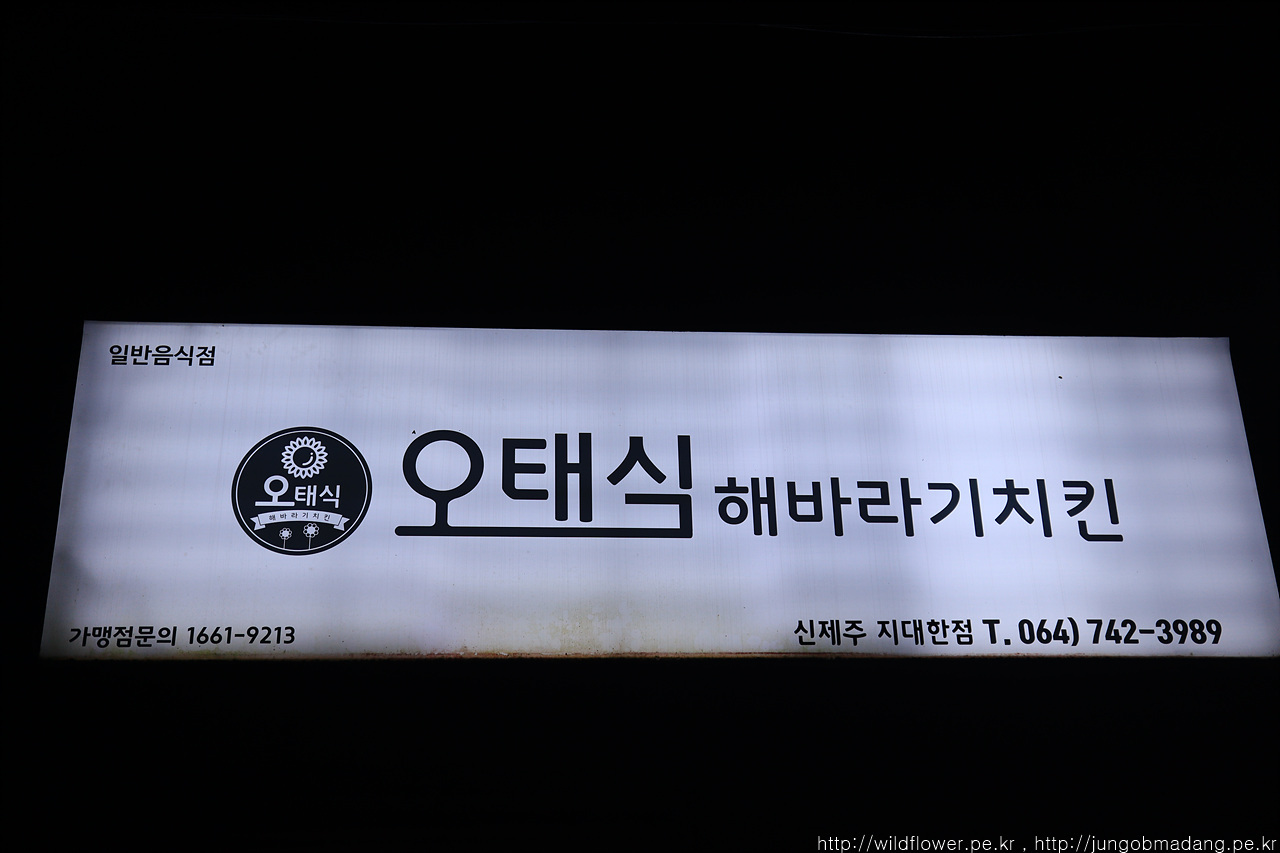 일반음식점
오태식
해바라기치킨
오태식 해바라기치킨
가맹점문의 1661-9213
신제주 지대한점 T. 064) 742-3989
http://wildflower.pe.kr , http://jungobmadang.pe.kr